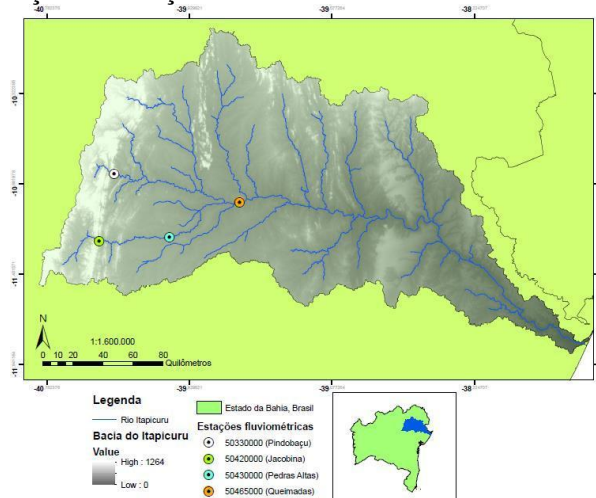 -40
-39
-39
-38
-10
-10
-11
-11
N
1:1.600.000
0 10 20 40 60 80
Quilômetros
-40
-39
-39
-38
Legenda
Rio Itapicuru
Bacia do Itapicuru
Value
High : 1264
Low : 0
Estado da Bahia, Brasil
Estações fluviométricas
50330000 (Pindobaçu)
50420000 (Jacobina)
50430000 (Pedras Altas)
50465000 (Queimadas)